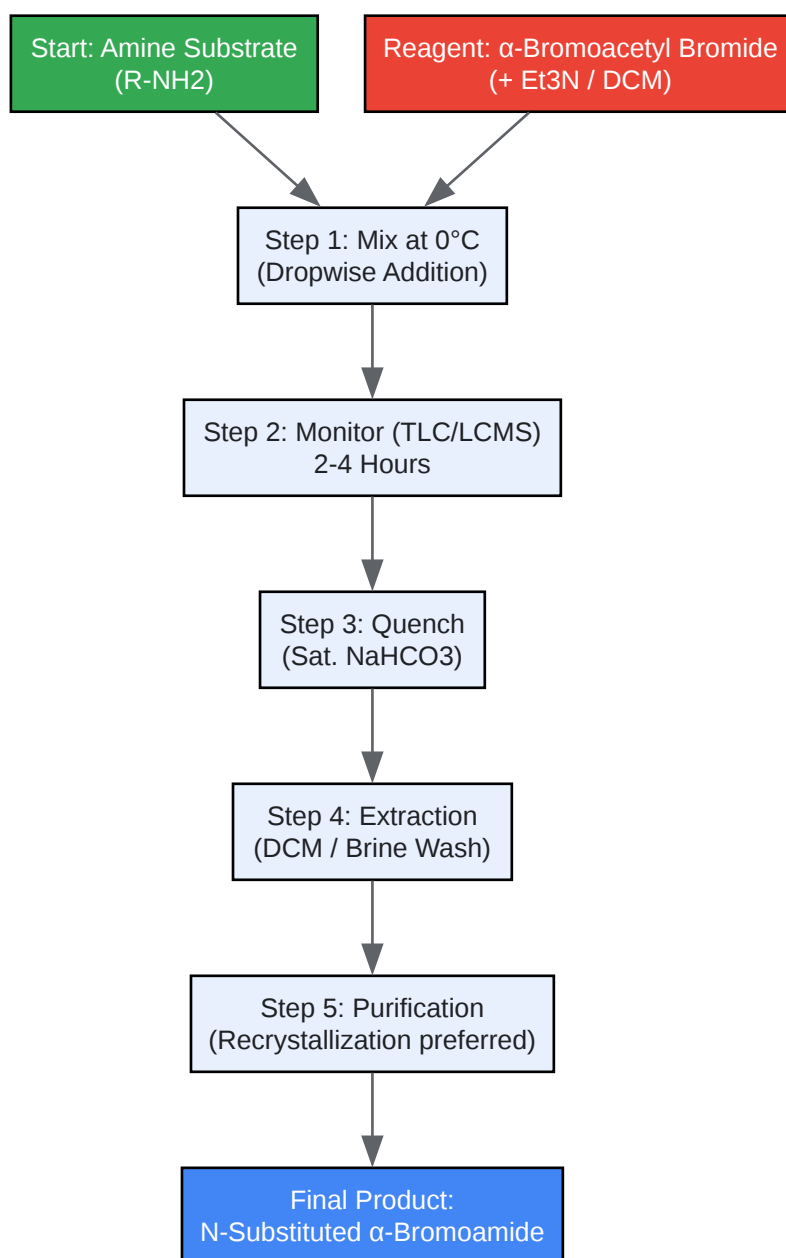 Start: Amine Substrate
(R-NH2)
Reagent: α-Bromoacetyl Bromide
(+ Et3N / DCM)
Step 1: Mix at 0°C
(Dropwise Addition)
Step 2: Monitor (TLC/LCMS)
2-4 Hours
Step 3: Quench
(Sat. NaHCO3)
Step 4: Extraction
(DCM / Brine Wash)
Step 5: Purification
(Recrystallization preferred)
Final Product:
N-Substituted α-Bromoamide